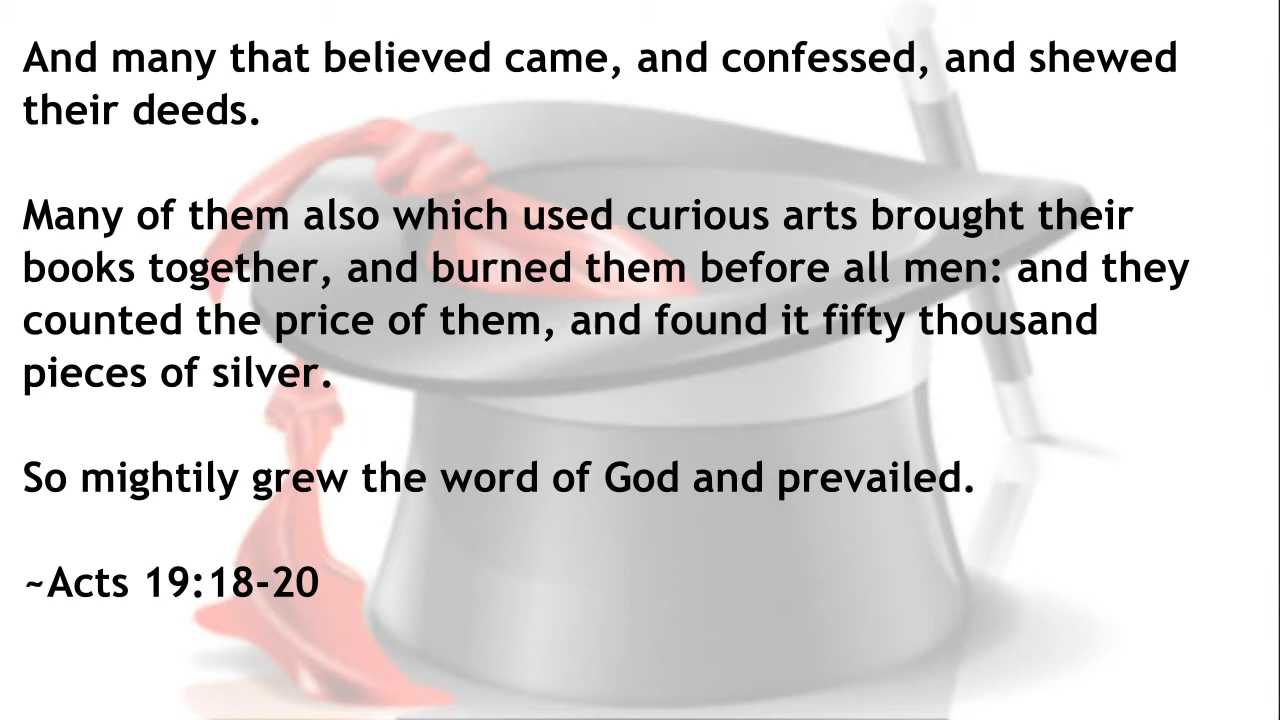 And many that believed came, and confessed, and shewed
their deeds.
Many of them also which used curious arts brought their
books together, and burned them before all men: and they
counted the price of them, and found it fifty thousand
pieces of silver.
So mightily grew the word of God and prevailed.
~Acts 19:18-20